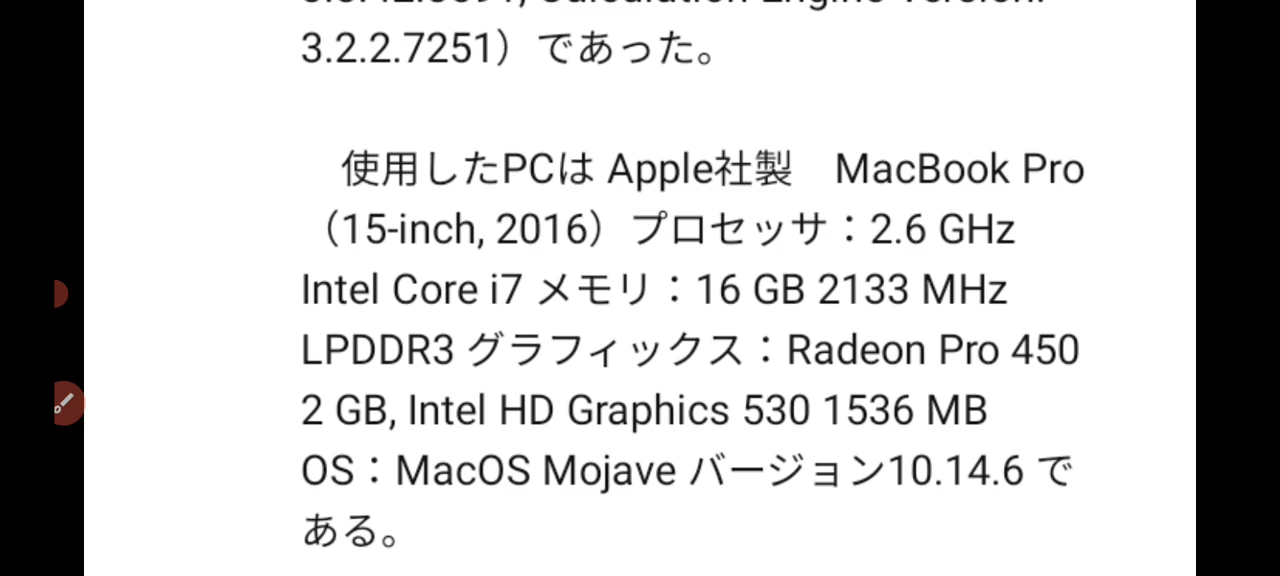 3.2.2.7251）であった。
　使用したPCは Apple社製　MacBook Pro
（15-inch, 2016）プロセッサ：2.6 GHz
Intel Core i7 メモリ：16 GB 2133 MHz
LPDDR3 グラフィックス：Radeon Pro 450
2 GB, Intel HD Graphics 530 1536 MB
OS：MacOS Mojave バージョン10.14.6 で
ある。